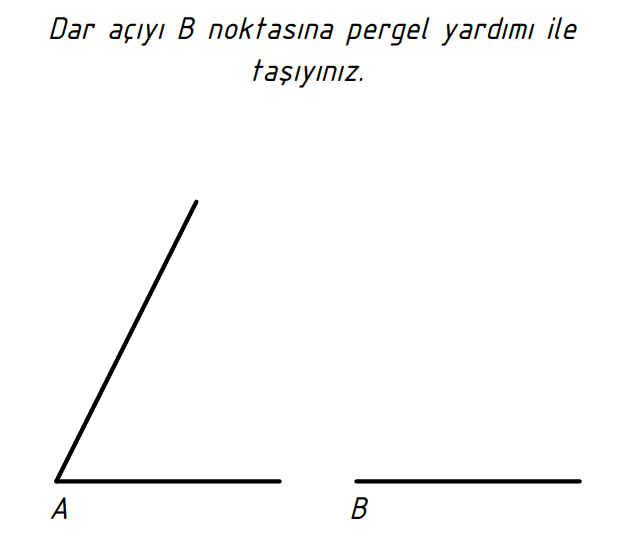 Dar açıyı B noktasına pergel yardımı ile
taşıyınız.
A
B